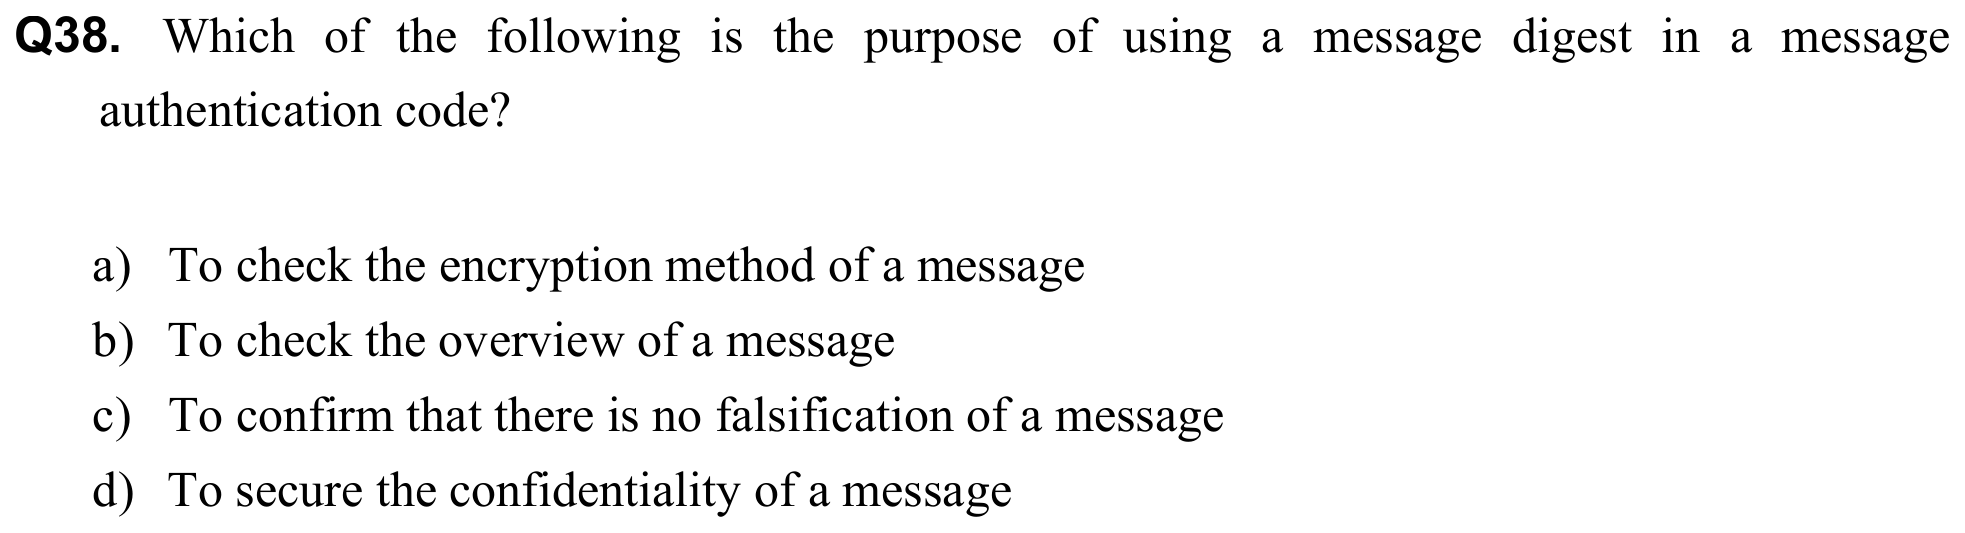 Q38. Which of the following is the purpose of using a message digest in a message
authentication code?
a) To check the encryption method of a message
b) To check the overview of a message
c) To confirm that there is no falsification of a message
d) To secure the confidentiality of a message